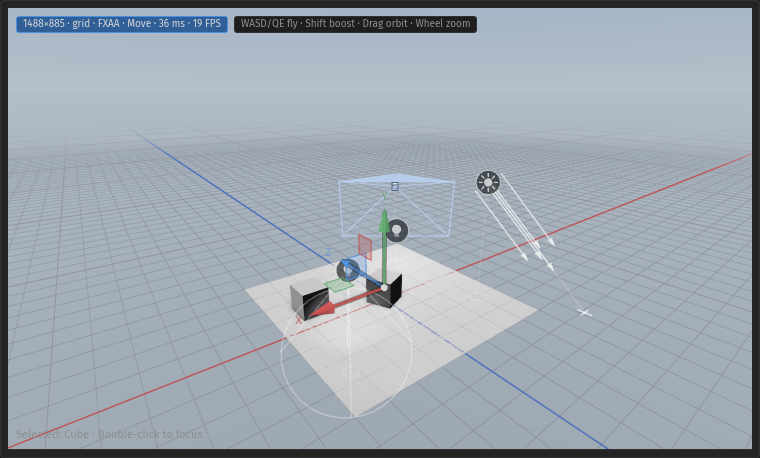 1488×885 · grid · FXAA · Move · 36 ms · 19 FPS
WASD/QE fly · Shift boost · Drag orbit · Wheel zoom
Y
Z
X
Selected: Cube · Double-click to focus